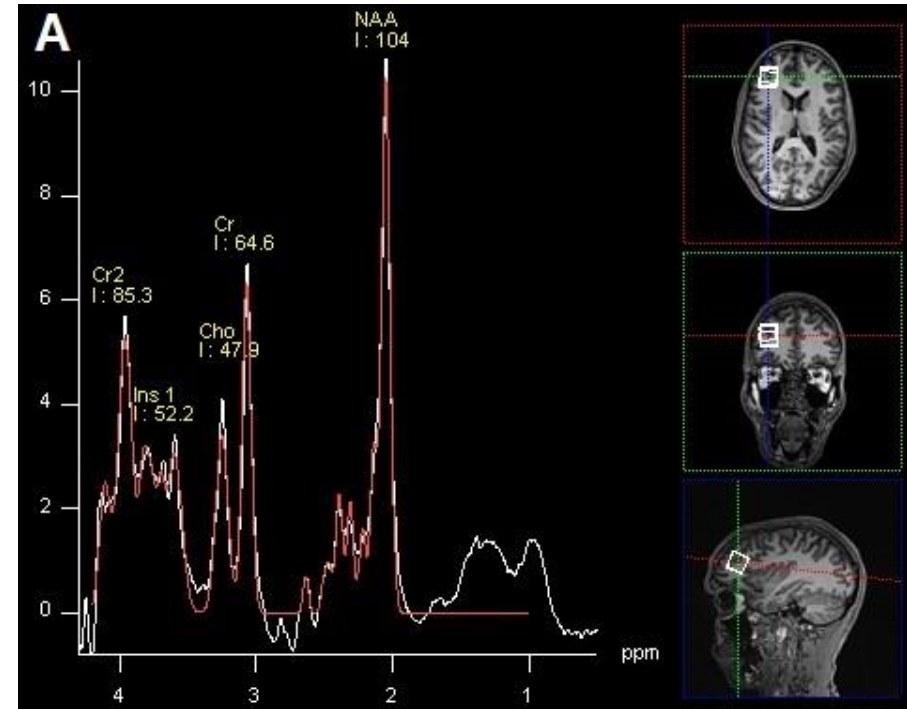 A
NAA
I : 104
10
8
Cr
I : 64.6
Cr2
I : 85.3
6
Cho
I : 47.9
Ins 1
I : 52.2
4
2
0
ppm
4 3 2 1